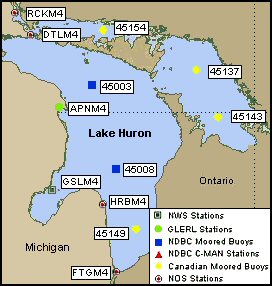 RCKM4
45154
DTLM4
45137
45003
APNM4
45143
Lake Huron
45008
Ontario
GSLM4
HRBM4
45149
Michigan
FTGM4
NWS Stations
GLERL Stations
NDBC Moored Buoys
NDBC C-MAN Stations
Canadian Moored Buoys
NOS Stations